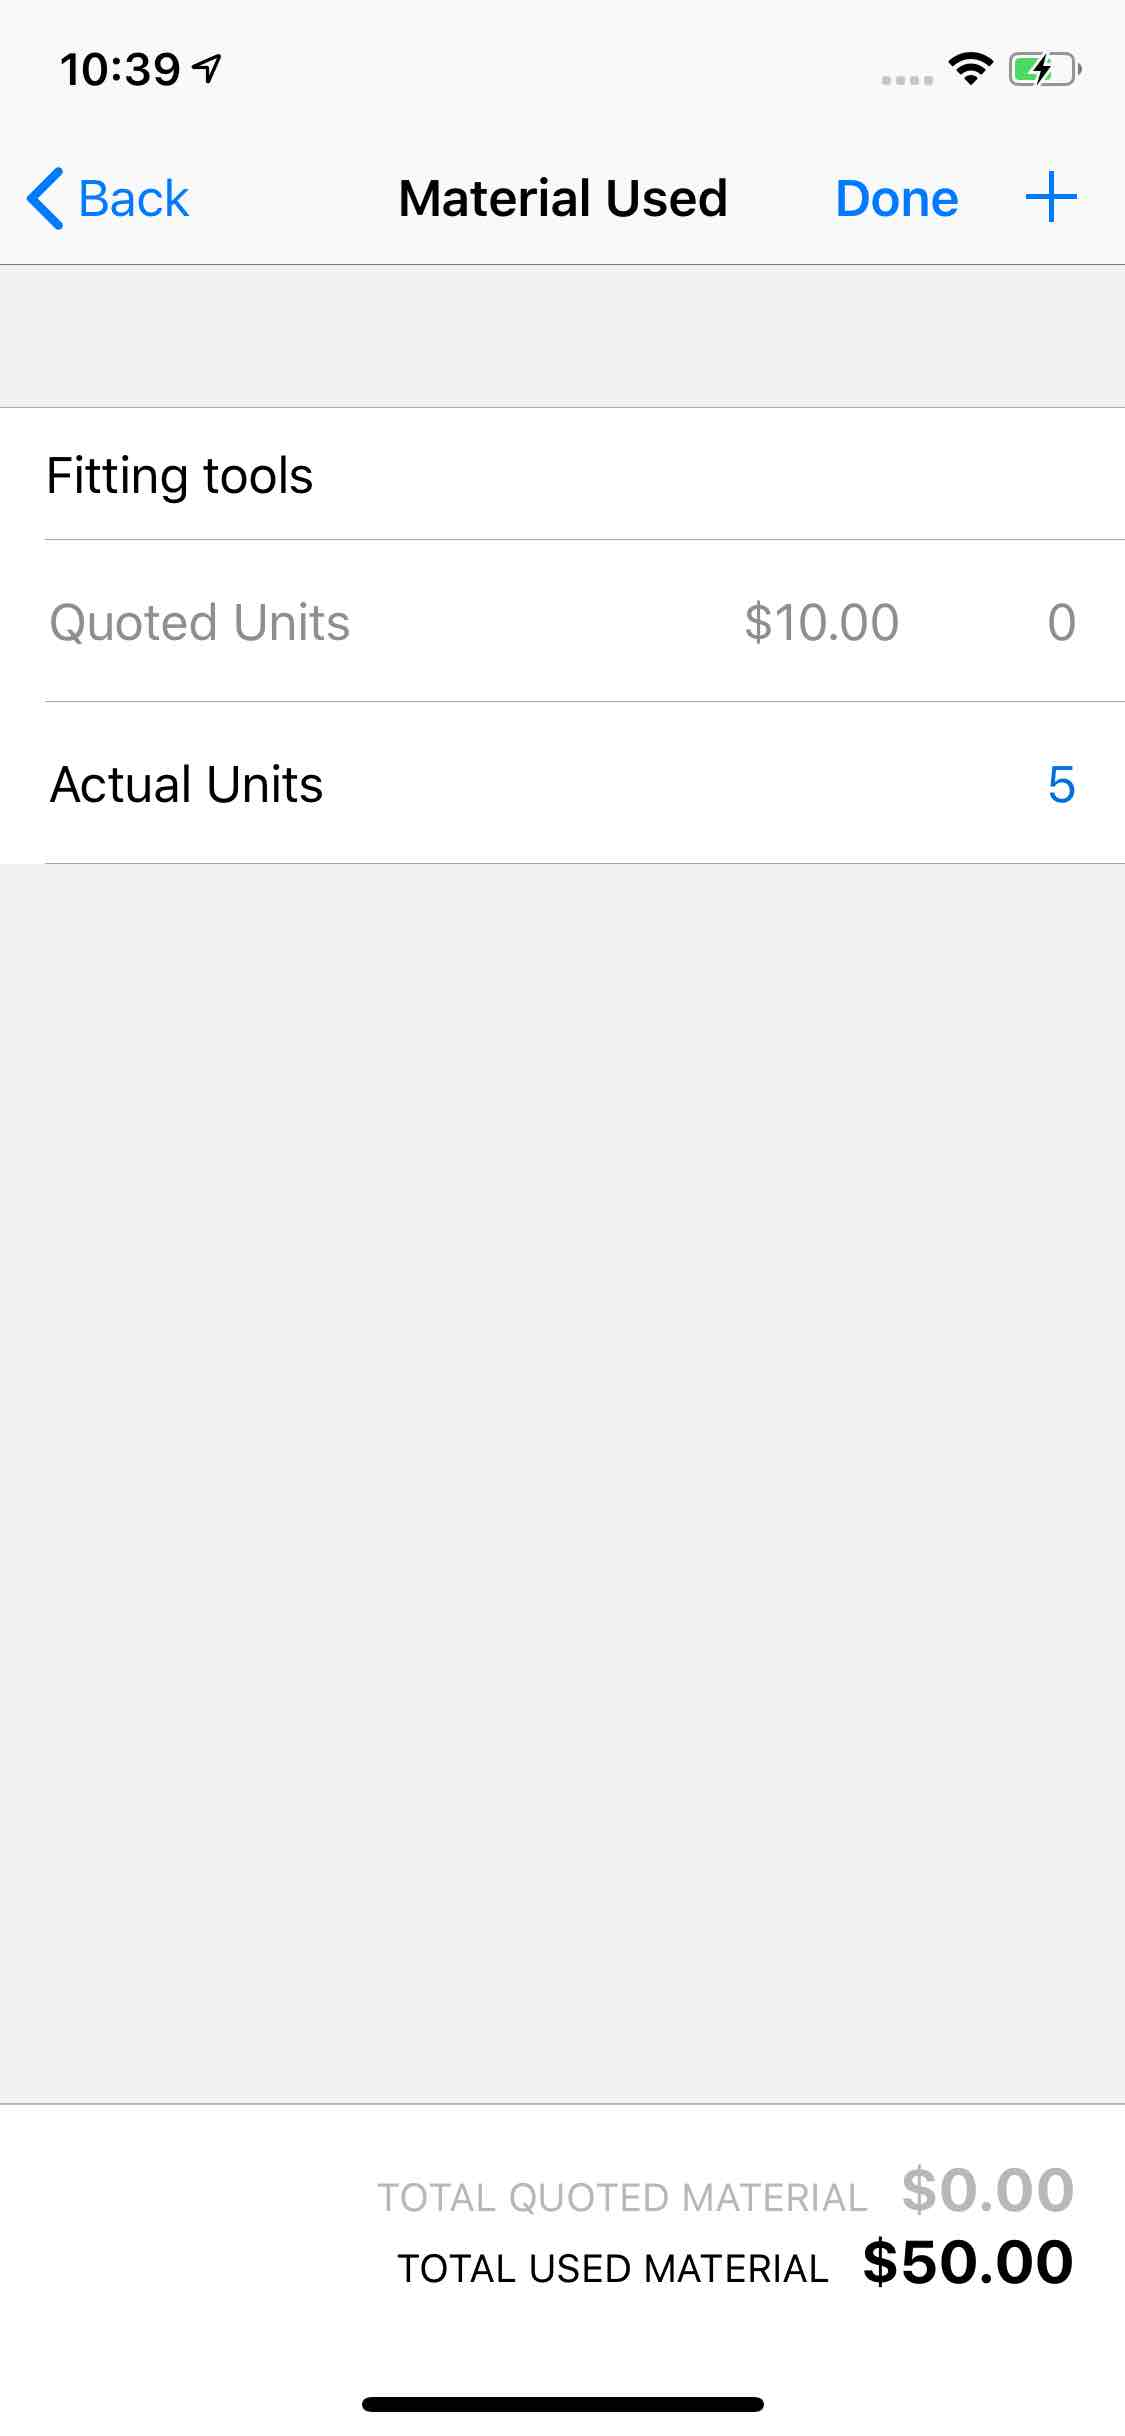 10:39
Back Material Used Done
Fitting tools
Quoted Units $10.00 0
Actual Units 5
TOTAL QUOTED MATERIAL $0.00
TOTAL USED MATERIAL $50.00